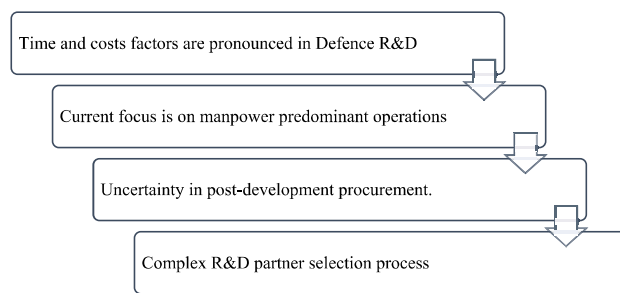 Time and costs factors are pronounced in Defence R&D
Current focus is on manpower predominant operations
Uncertainty in post-development procurement.
Complex R&D partner selection process